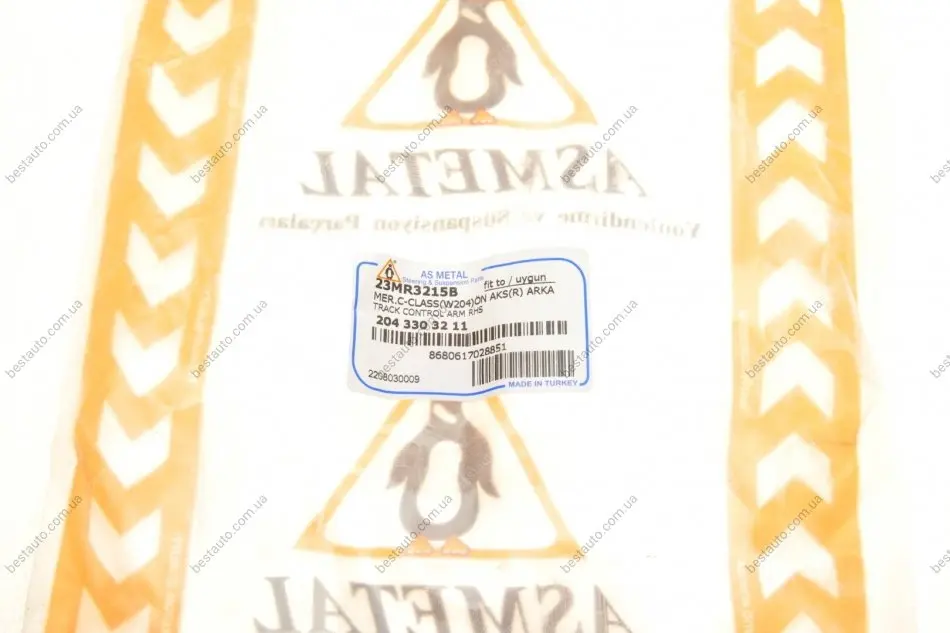 ASMETAL
Yönlendirme ve Süspansiyon Parçaları
AS METAL
Steering & Suspension Parts
fit to / uygun
23MR3215B
MER.C-CLASS(W204)ON AKS(R) ARKA
TRACK CONTROL ARM RHS
204 330 32 11
8680617028851
2208030009
MADE IN TURKEY
ASMETAL
bestauto.com.ua